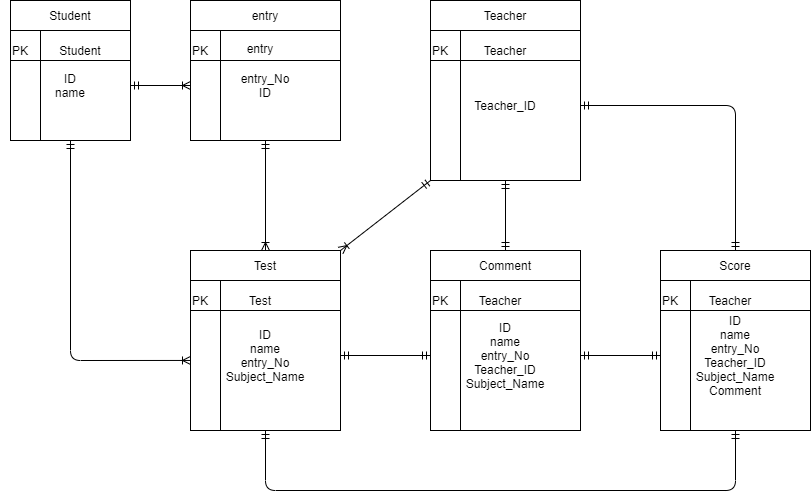 Student
PK
Student
ID
name
entry
PK
entry
entry_No
ID
Teacher
PK
Teacher
Teacher_ID
Test
PK
Test
ID
name
entry_No
Subject_Name
Comment
PK
Teacher
ID
name
entry_No
Teacher_ID
Subject_Name
Score
PK
Teacher
ID
name
entry_No
Teacher_ID
Subject_Name
Comment